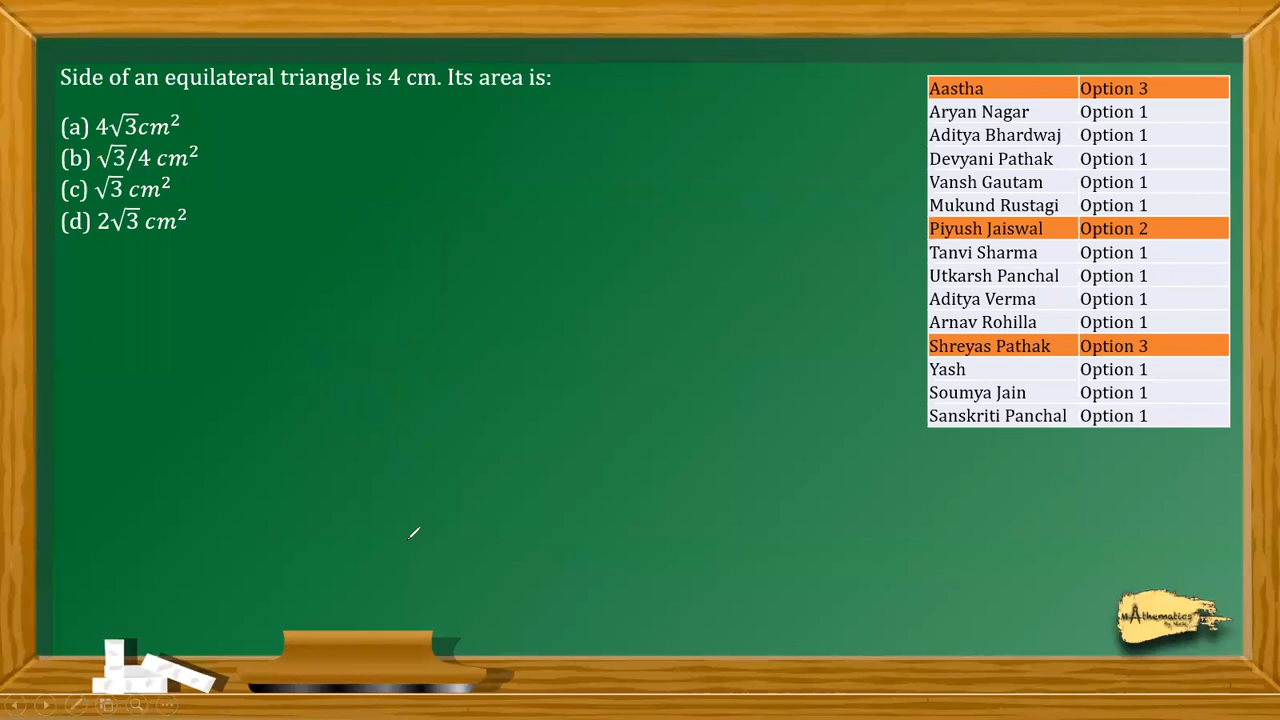 Side of an equilateral triangle is 4 cm. Its area is:
(a) 4√3cm²
(b) √3/4 cm²
(c) √3 cm²
(d) 2√3 cm²
Aastha Option 3
Aryan Nagar Option 1
Aditya Bhardwaj Option 1
Devyani Pathak Option 1
Vansh Gautam Option 1
Mukund Rustagi Option 1
Piyush Jaiswal Option 2
Tanvi Sharma Option 1
Utkarsh Panchal Option 1
Aditya Verma Option 1
Arnav Rohilla Option 1
Shreyas Pathak Option 3
Yash Option 1
Soumya Jain Option 1
Sanskriti Panchal Option 1
mAthematics